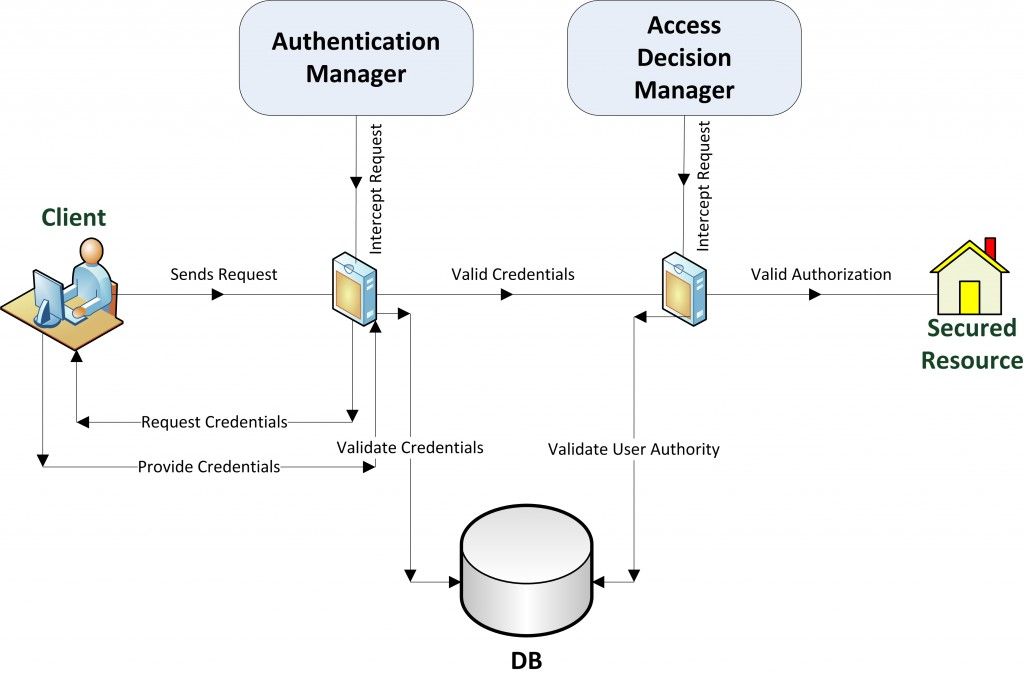 Authentication
Manager
Access
Decision
Manager
Intercept Request
Intercept Request
Client
Sends Request
Valid Credentials
Valid Authorization
Secured
Resource
Request Credentials
Validate Credentials
Validate User Authority
Provide Credentials
DB